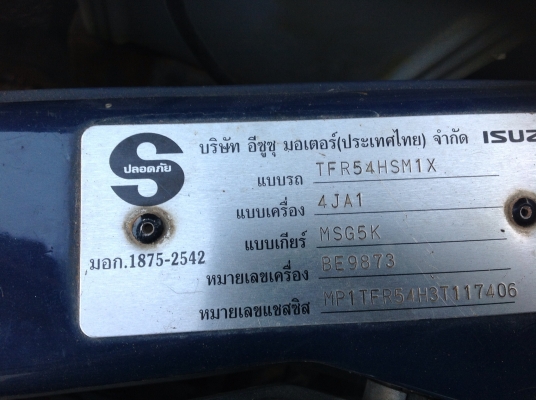 บริษัท อีซูซุ มอเตอร์(ประเทศไทย) จำกัด ISUZ
ปลอดภัย
แบบรถ TFR54HSM1X
แบบเครื่อง 4JA1
แบบเกียร์ MSG5K
มอก.1875-2542
หมายเลขเครื่อง BE9873
หมายเลขแชสซิส MP1TFR54H3T117406